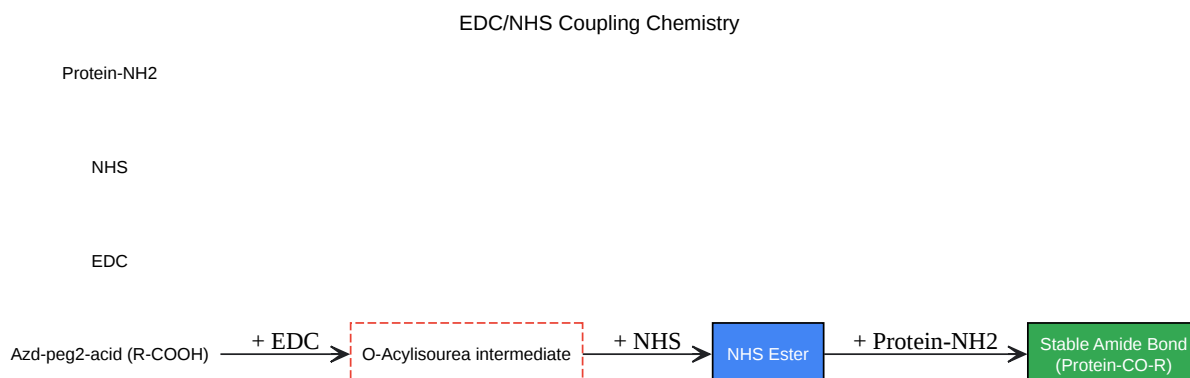 EDC/NHS Coupling Chemistry
Protein-NH2
NHS
EDC
Azd-peg2-acid (R-COOH)
+ EDC
O-Acylisourea intermediate
+ NHS
NHS Ester
+ Protein-NH2
Stable Amide Bond
(Protein-CO-R)